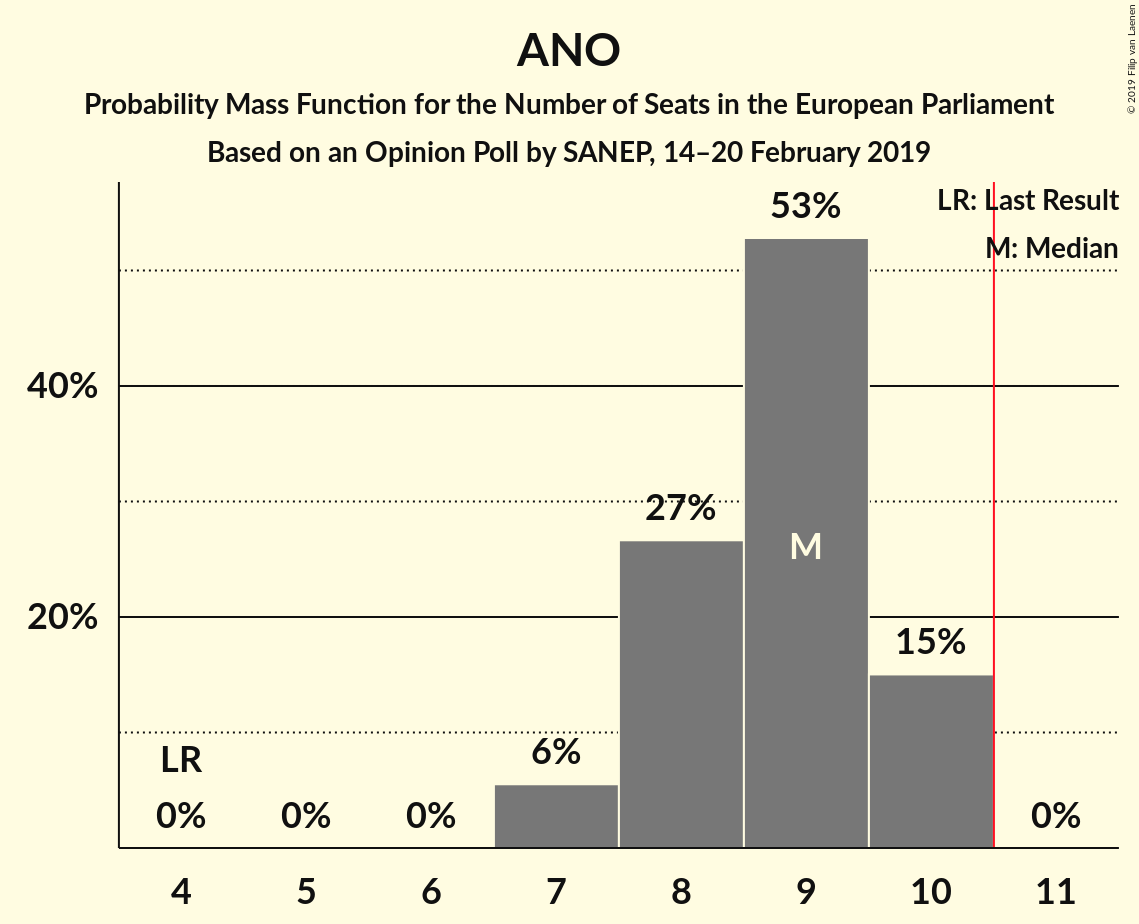 ANO
Probability Mass Function for the Number of Seats in the European Parliament
Based on an Opinion Poll by SANEP, 14–20 February 2019
© 2019 Filip van Laenen
LR: Last Result
M: Median
53%
40%
27%
M
20%
15%
LR
6%
0%
0%
0%
0%
4
5
6
7
8
9
10
11